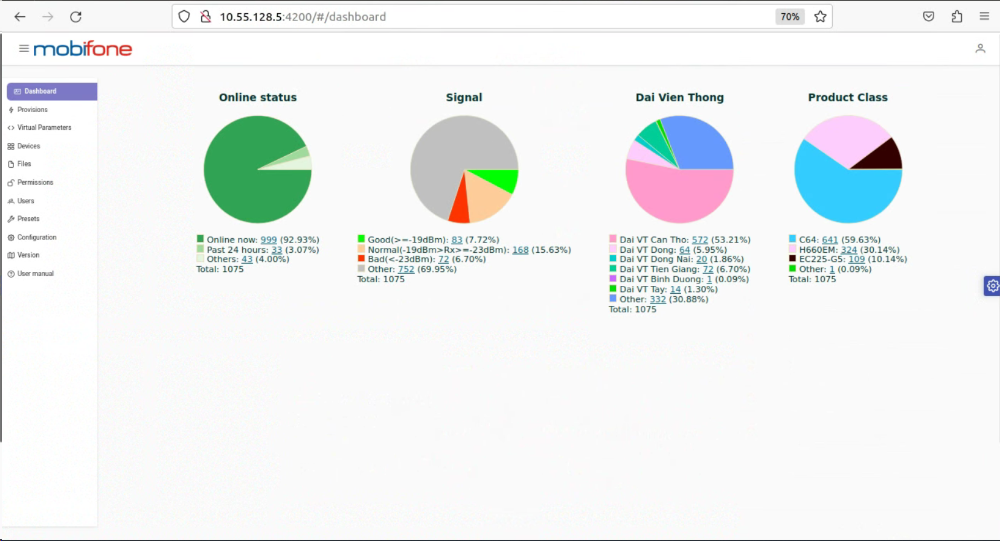 10.55.128.5:4200/#/dashboard
70%
mobifone
Dashboard
Provisions
Virtual Parameters
Devices
Files
Permissions
Users
Presets
Configuration
Version
User manual
Online status
Online now: 999 (92.93%)
Past 24 hours: 33 (3.07%)
Others: 43 (4.00%)
Total: 1075
Signal
Good(>=-19dBm): 83 (7.72%)
Normal(-19dBm>Rx>=-23dBm): 168 (15.63%)
Bad(<-23dBm): 72 (6.70%)
Other: 752 (69.95%)
Total: 1075
Dai Vien Thong
Dai VT Can Tho: 572 (53.21%)
Dai VT Dong: 64 (5.95%)
Dai VT Dong Nai: 20 (1.86%)
Dai VT Tien Giang: 72 (6.70%)
Dai VT Binh Duong: 1 (0.09%)
Dai VT Tay: 14 (1.30%)
Other: 332 (30.88%)
Total: 1075
Product Class
C64: 641 (59.63%)
H660EM: 324 (30.14%)
EC225-G5: 109 (10.14%)
Other: 1 (0.09%)
Total: 1075